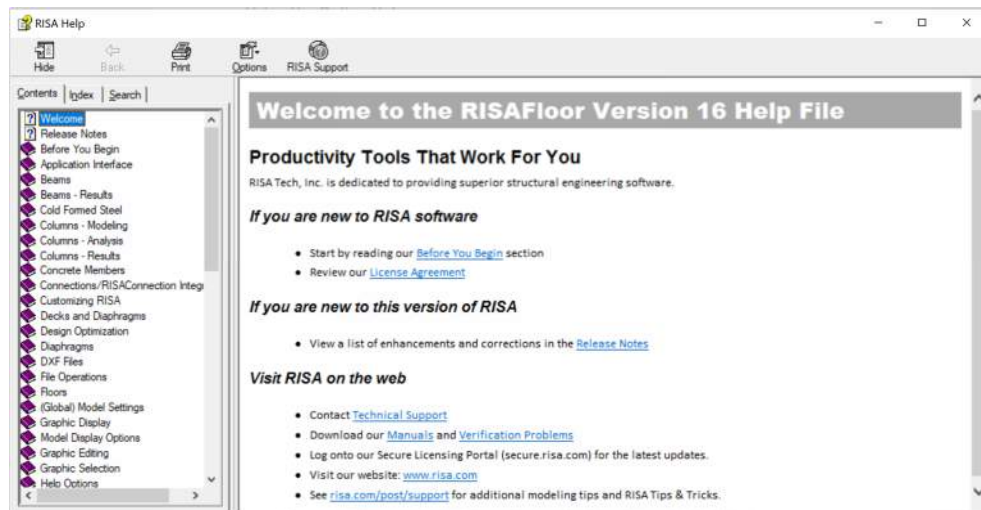 RISA Help
Hide Back Print Options RISA Support
Contents Index Search
Welcome
Release Notes
Before You Begin
Application Interface
Beams
Beams - Results
Cold Formed Steel
Columns - Modeling
Columns - Analysis
Columns - Results
Concrete Members
Connections/RISAConnection Integr
Customizing RISA
Decks and Diaphragms
Design Optimization
Diaphragms
DXF Files
File Operations
Floors
(Global) Model Settings
Graphic Display
Model Display Options
Graphic Editing
Graphic Selection
Help Options
Welcome to the RISAFloor Version 16 Help File
Productivity Tools That Work For You
RISA Tech, Inc. is dedicated to providing superior structural engineering software.
If you are new to RISA software
• Start by reading our Before You Begin section
• Review our License Agreement
If you are new to this version of RISA
• View a list of enhancements and corrections in the Release Notes
Visit RISA on the web
• Contact Technical Support
• Download our Manuals and Verification Problems
• Log onto our Secure Licensing Portal (secure.risa.com) for the latest updates.
• Visit our website: www.risa.com
• See risa.com/post/support for additional modeling tips and RISA Tips & Tricks.